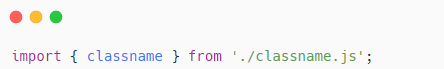 import { classname } from './classname.js';